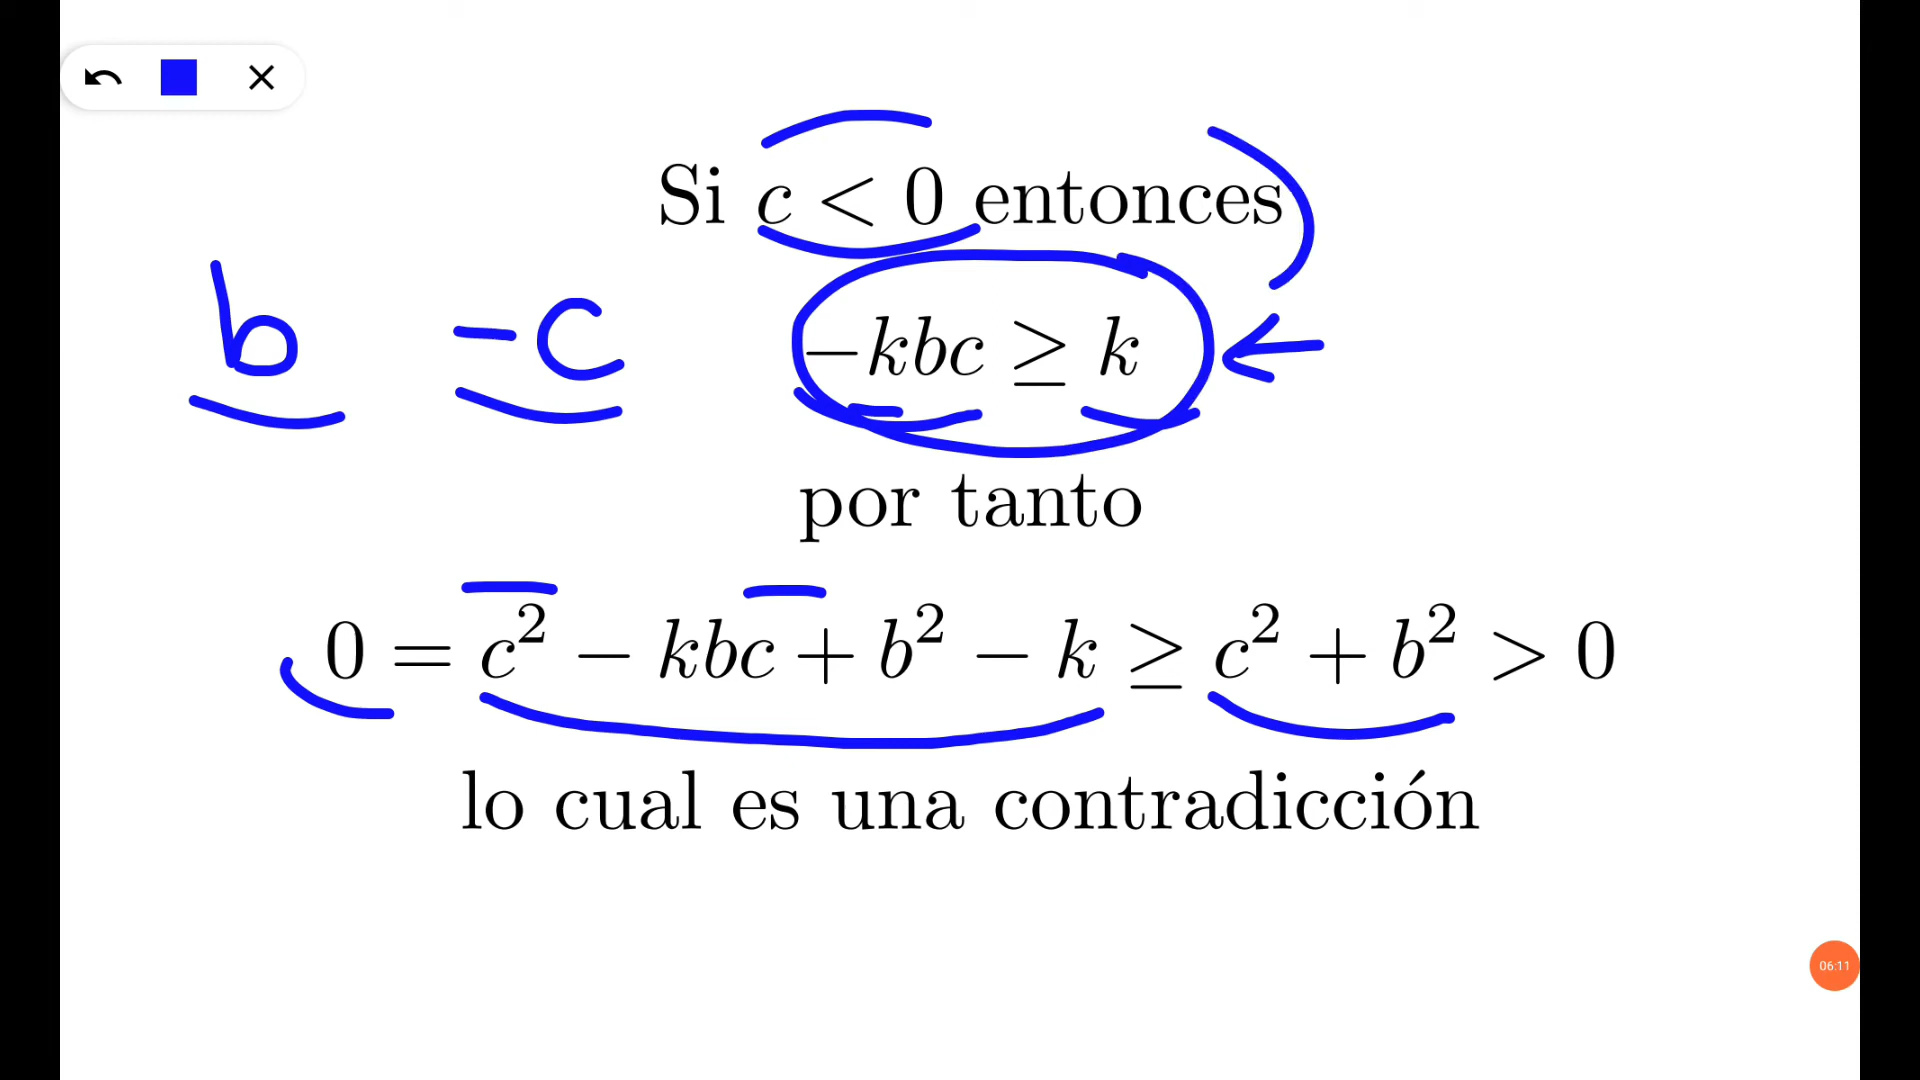 Si c < 0 entonces
b -c −kbc ≥ k
por tanto
0 = c² − kbc + b² − k ≥ c² + b² > 0
lo cual es una contradicción
06:11